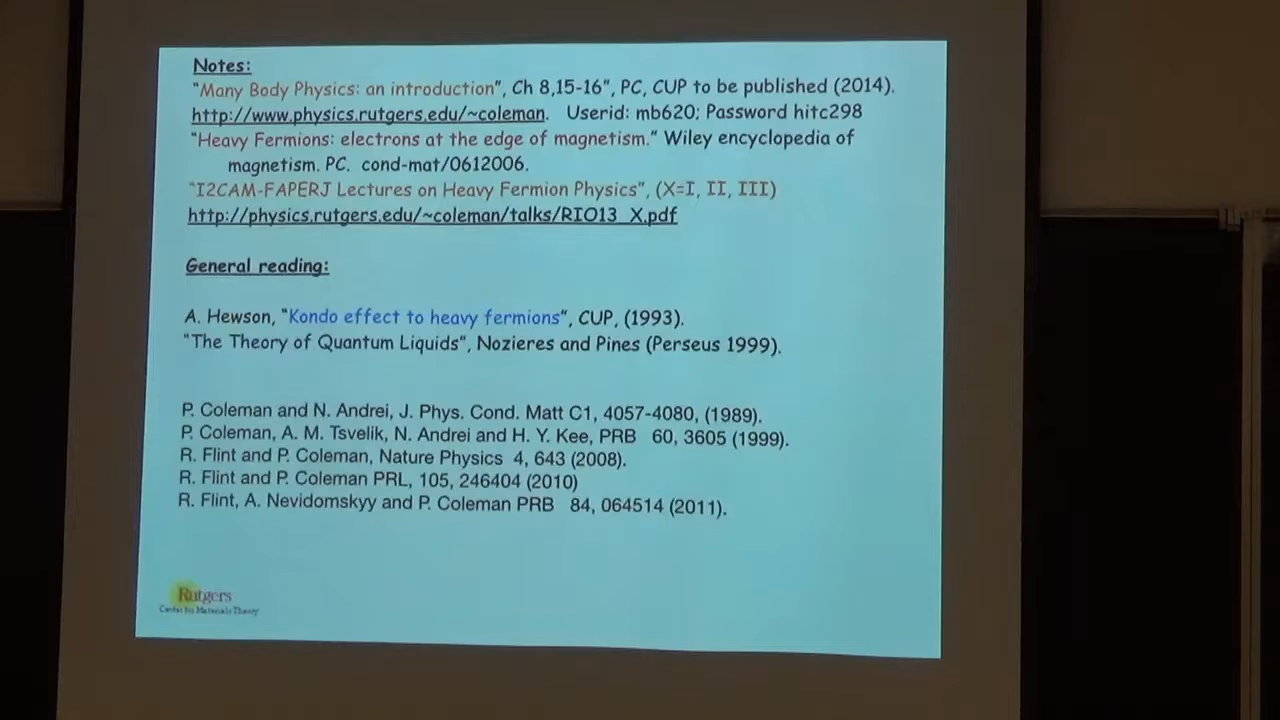 Notes:
"Many Body Physics: an introduction", Ch 8,15-16", PC, CUP to be published (2014).
http://www.physics.rutgers.edu/~coleman. Userid: mb620; Password hitc298
"Heavy Fermions: electrons at the edge of magnetism." Wiley encyclopedia of
magnetism. PC. cond-mat/0612006.
"I2CAM-FAPERJ Lectures on Heavy Fermion Physics", (X=I, II, III)
http://physics.rutgers.edu/~coleman/talks/RIO13_X.pdf
General reading:
A. Hewson, "Kondo effect to heavy fermions", CUP, (1993).
"The Theory of Quantum Liquids", Nozieres and Pines (Perseus 1999).
P. Coleman and N. Andrei, J. Phys. Cond. Matt C1, 4057-4080, (1989).
P. Coleman, A. M. Tsvelik, N. Andrei and H. Y. Kee, PRB 60, 3605 (1999).
R. Flint and P. Coleman, Nature Physics 4, 643 (2008).
R. Flint and P. Coleman PRL, 105, 246404 (2010)
R. Flint, A. Nevidomskyy and P. Coleman PRB 84, 064514 (2011).
Rutgers
Center for Materials Theory